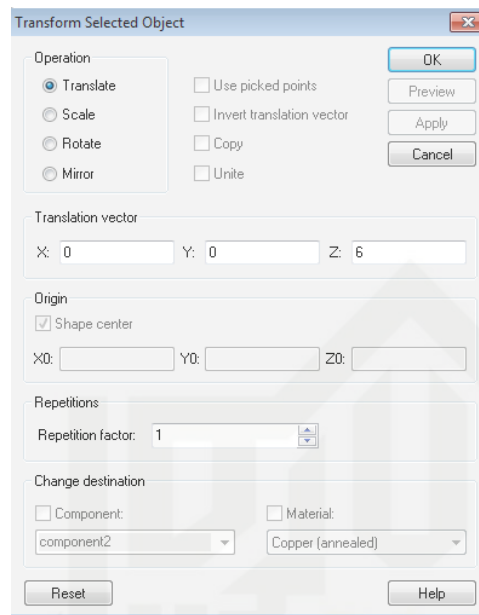 Transform Selected Object
Operation
Translate
Scale
Rotate
Mirror
Use picked points
Invert translation vector
Copy
Unite
OK
Preview
Apply
Cancel
Translation vector
X: 0 Y: 0 Z: 6
Origin
Shape center
X0: Y0: Z0:
Repetitions
Repetition factor: 1
Change destination
Component: Material:
component2 Copper (annealed)
Reset Help